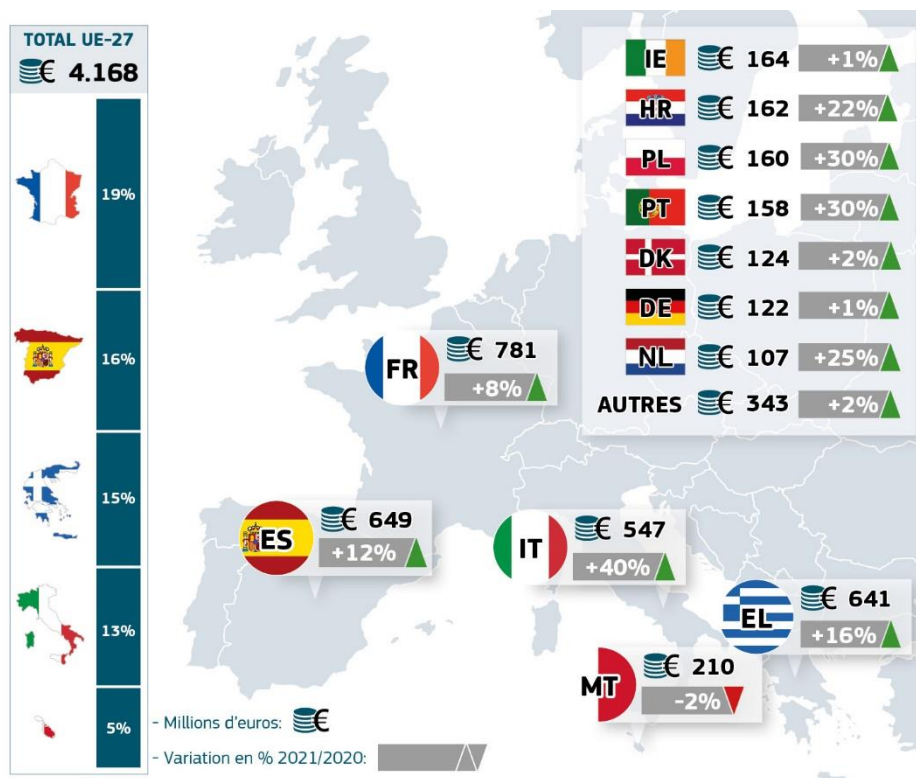 TOTAL UE-27
€ 4.168
19%
16%
15%
13%
5%
IE € 164 +1%
HR € 162 +22%
PL € 160 +30%
PT € 158 +30%
DK € 124 +2%
DE € 122 +1%
NL € 107 +25%
AUTRES € 343 +2%
FR € 781
+8%
ES € 649
+12%
IT € 547
+40%
EL € 641
+16%
MT € 210
-2%
- Millions d'euros: €
- Variation en % 2021/2020: